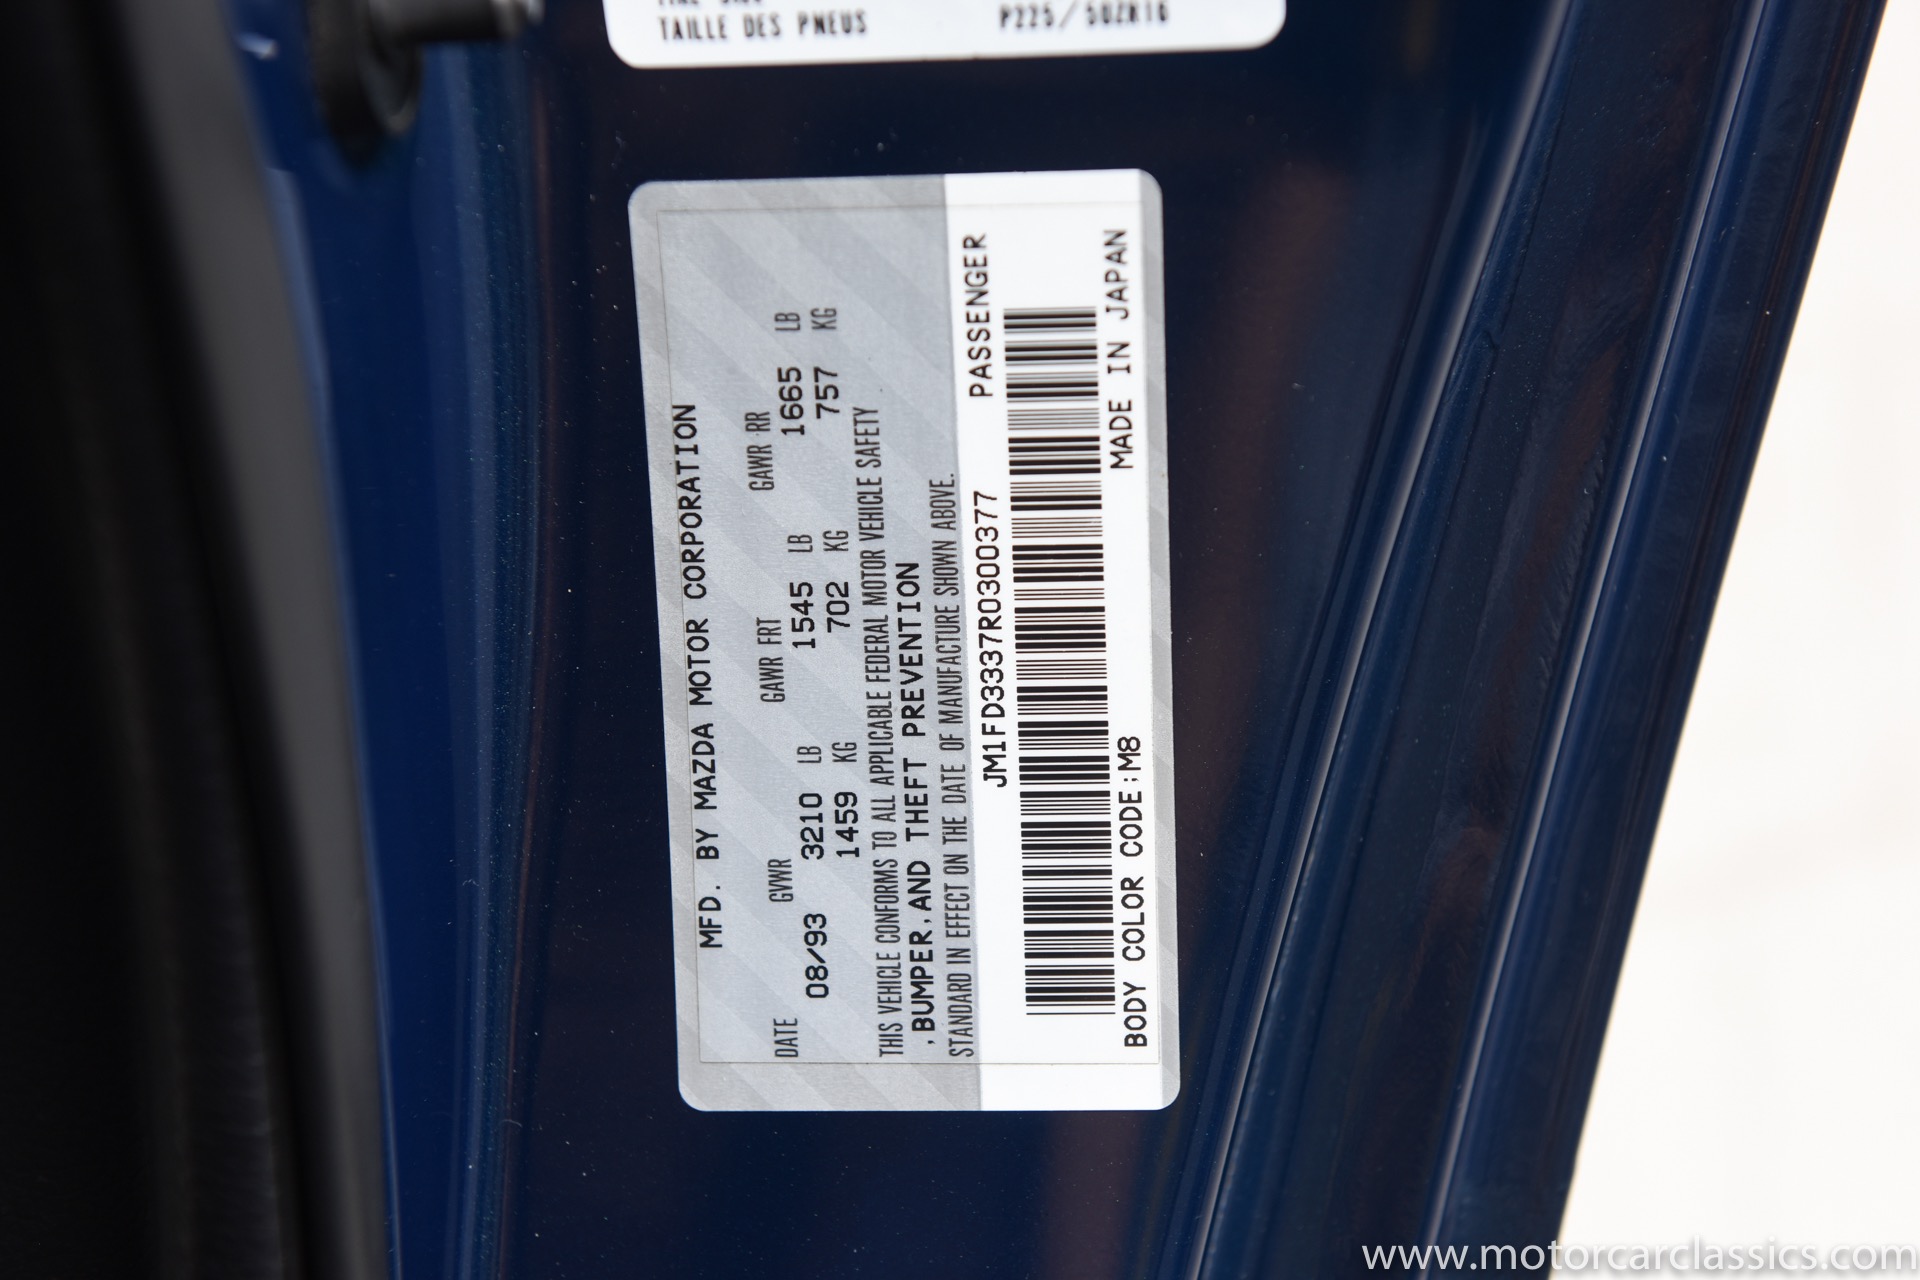 TAILLE DES PNEUS P225/50ZR16
MFD. BY MAZDA MOTOR CORPORATION
DATE GVWR GAWR FRT GAWR RR
08/93 3210 LB 1545 LB 1665 LB
1459 KG 702 KG 757 KG
THIS VEHICLE CONFORMS TO ALL APPLICABLE FEDERAL MOTOR VEHICLE SAFETY
,BUMPER,AND THEFT PREVENTION
STANDARD IN EFFECT ON THE DATE OF MANUFACTURE SHOWN ABOVE.
JM1FD3337R0300377 PASSENGER
BODY COLOR CODE:M8 MADE IN JAPAN
www.motorcarclassics.com